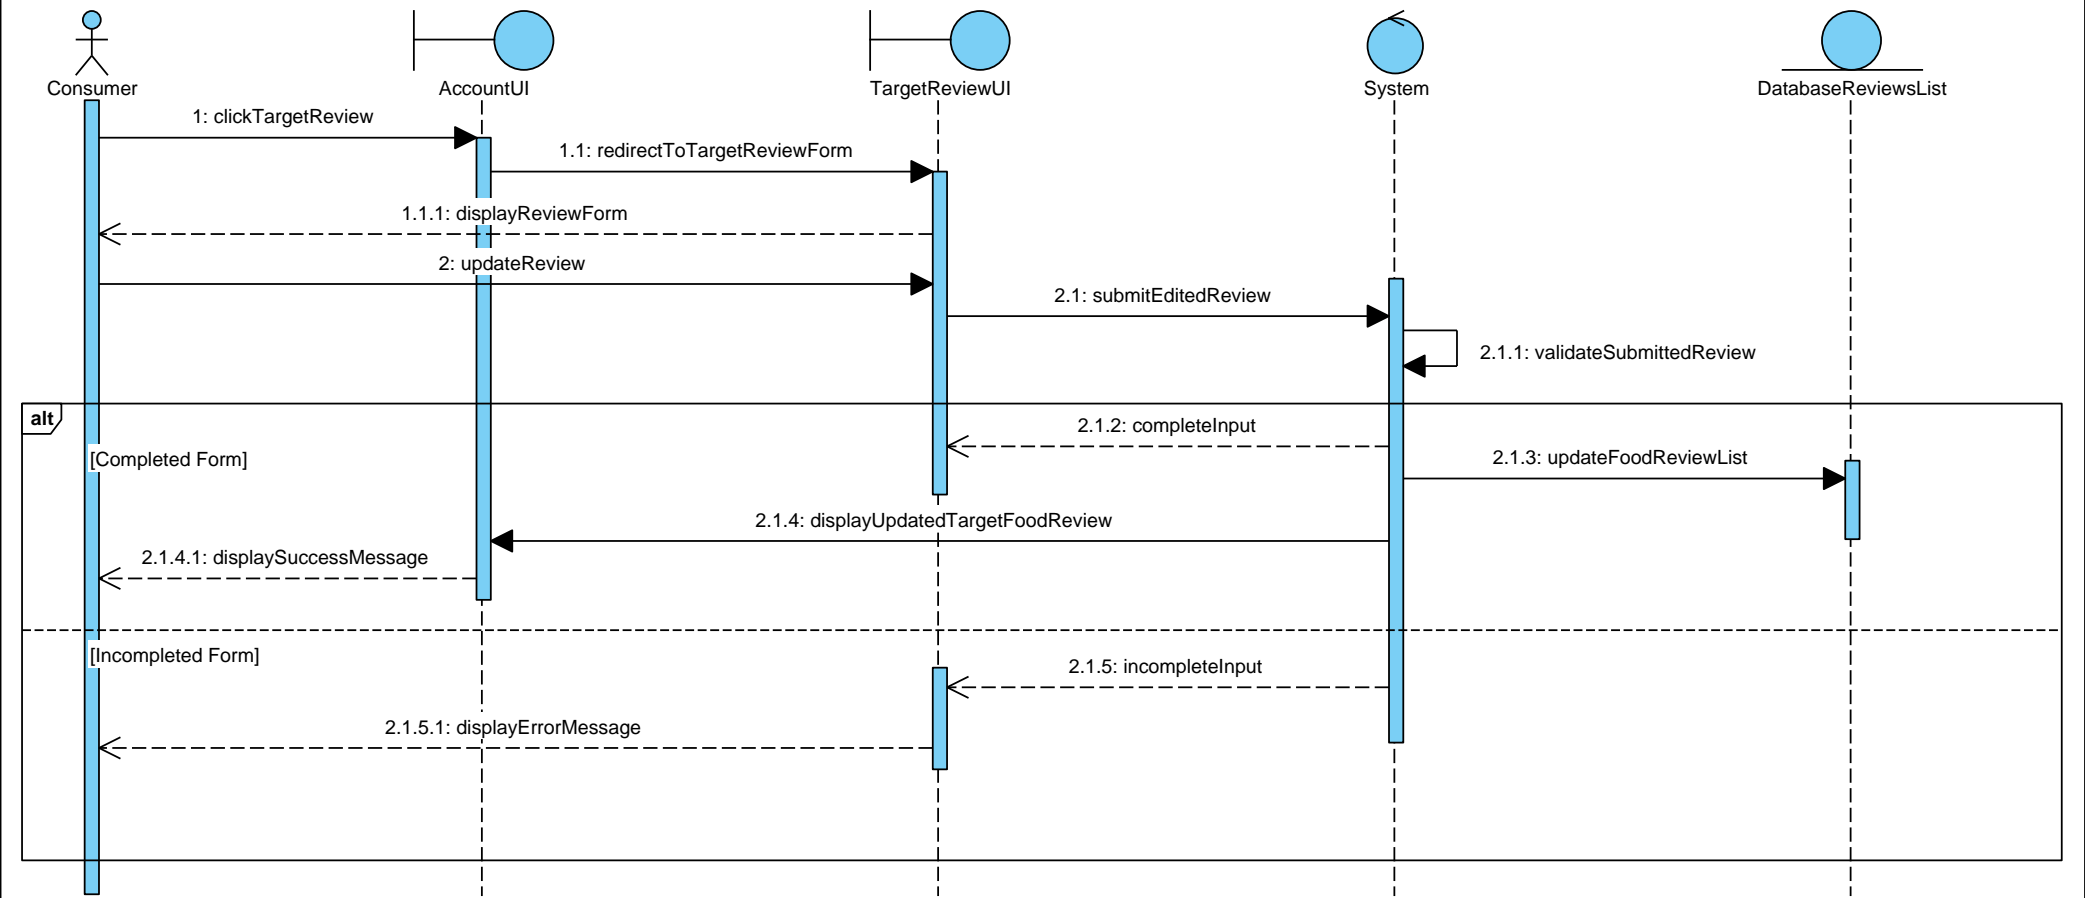 Consumer
AccountUI
TargetReviewUI
System
DatabaseReviewsList
1: clickTargetReview
1.1: redirectToTargetReviewForm
1.1.1: displayReviewForm
2: updateReview
2.1: submitEditedReview
2.1.1: validateSubmittedReview
alt
2.1.2: completeInput
[Completed Form]
2.1.3: updateFoodReviewList
2.1.4: displayUpdatedTargetFoodReview
2.1.4.1: displaySuccessMessage
[Incompleted Form]
2.1.5: incompleteInput
2.1.5.1: displayErrorMessage